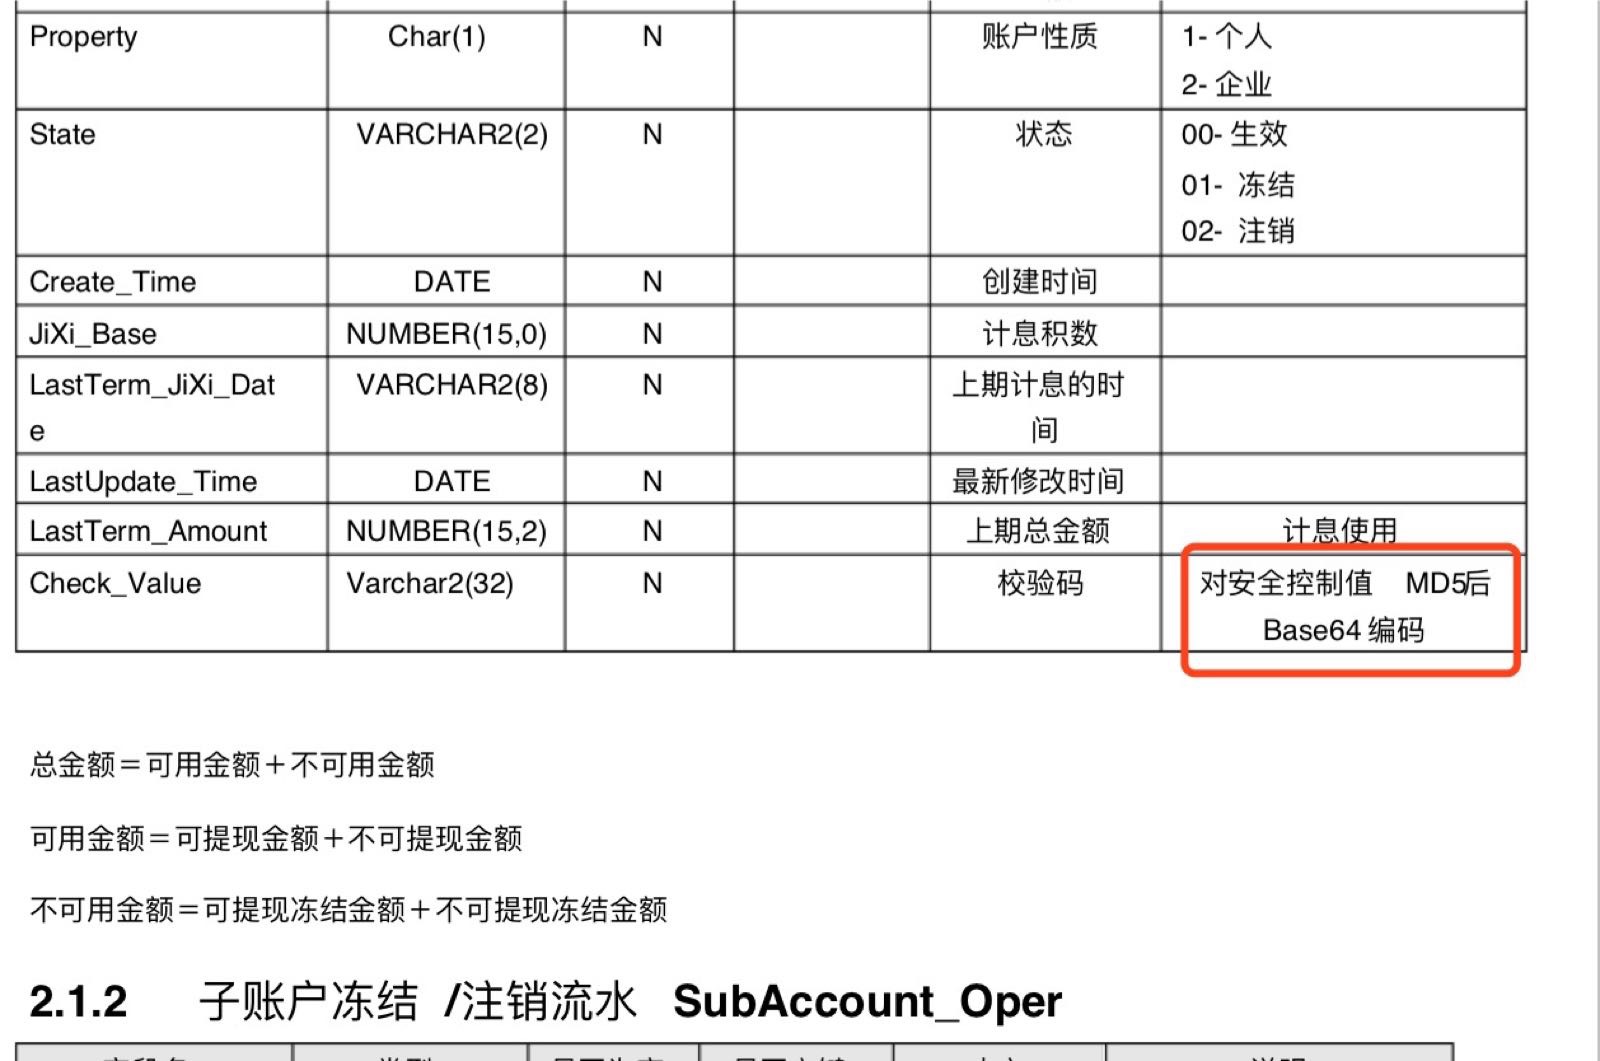 Property Char(1) N 账户性质 1- 个人
2- 企业
State VARCHAR2(2) N 状态 00- 生效
01- 冻结
02- 注销
Create_Time DATE N 创建时间
JiXi_Base NUMBER(15,0) N 计息积数
LastTerm_JiXi_Dat VARCHAR2(8) N 上期计息的时
e 间
LastUpdate_Time DATE N 最新修改时间
LastTerm_Amount NUMBER(15,2) N 上期总金额 计息使用
Check_Value Varchar2(32) N 校验码 对安全控制值 MD5后
Base64 编码
总金额＝可用金额＋不可用金额
可用金额＝可提现金额＋不可提现金额
不可用金额＝可提现冻结金额＋不可提现冻结金额
2.1.2 子账户冻结 /注销流水 SubAccount_Oper